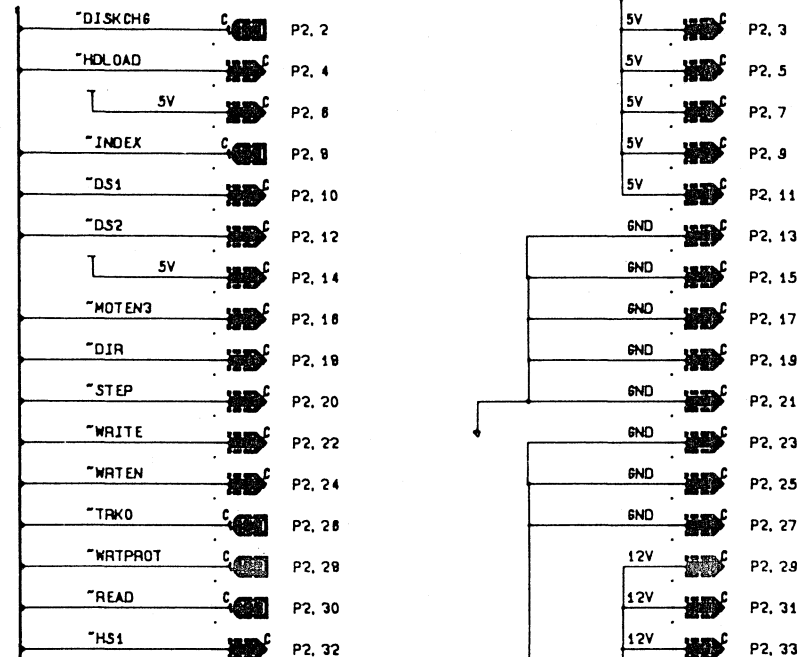 ~DISKCHG C P2, 2 5V C P2, 3
~HDLOAD C P2, 4 5V C P2, 5
5V C P2, 6 5V C P2, 7
~INDEX C P2, 8 5V C P2, 9
~DS1 C P2, 10 5V C P2, 11
~DS2 C P2, 12 GND C P2, 13
5V C P2, 14 GND C P2, 15
~MOTEN3 C P2, 16 GND C P2, 17
~DIR C P2, 18 GND C P2, 19
~STEP C P2, 20 GND C P2, 21
~WRITE C P2, 22 GND C P2, 23
~WRTEN C P2, 24 GND C P2, 25
~TRK0 C P2, 26 GND C P2, 27
~WRTPROT C P2, 28 12V C P2, 29
~READ C P2, 30 12V C P2, 31
~HS1 C P2, 32 12V C P2, 33